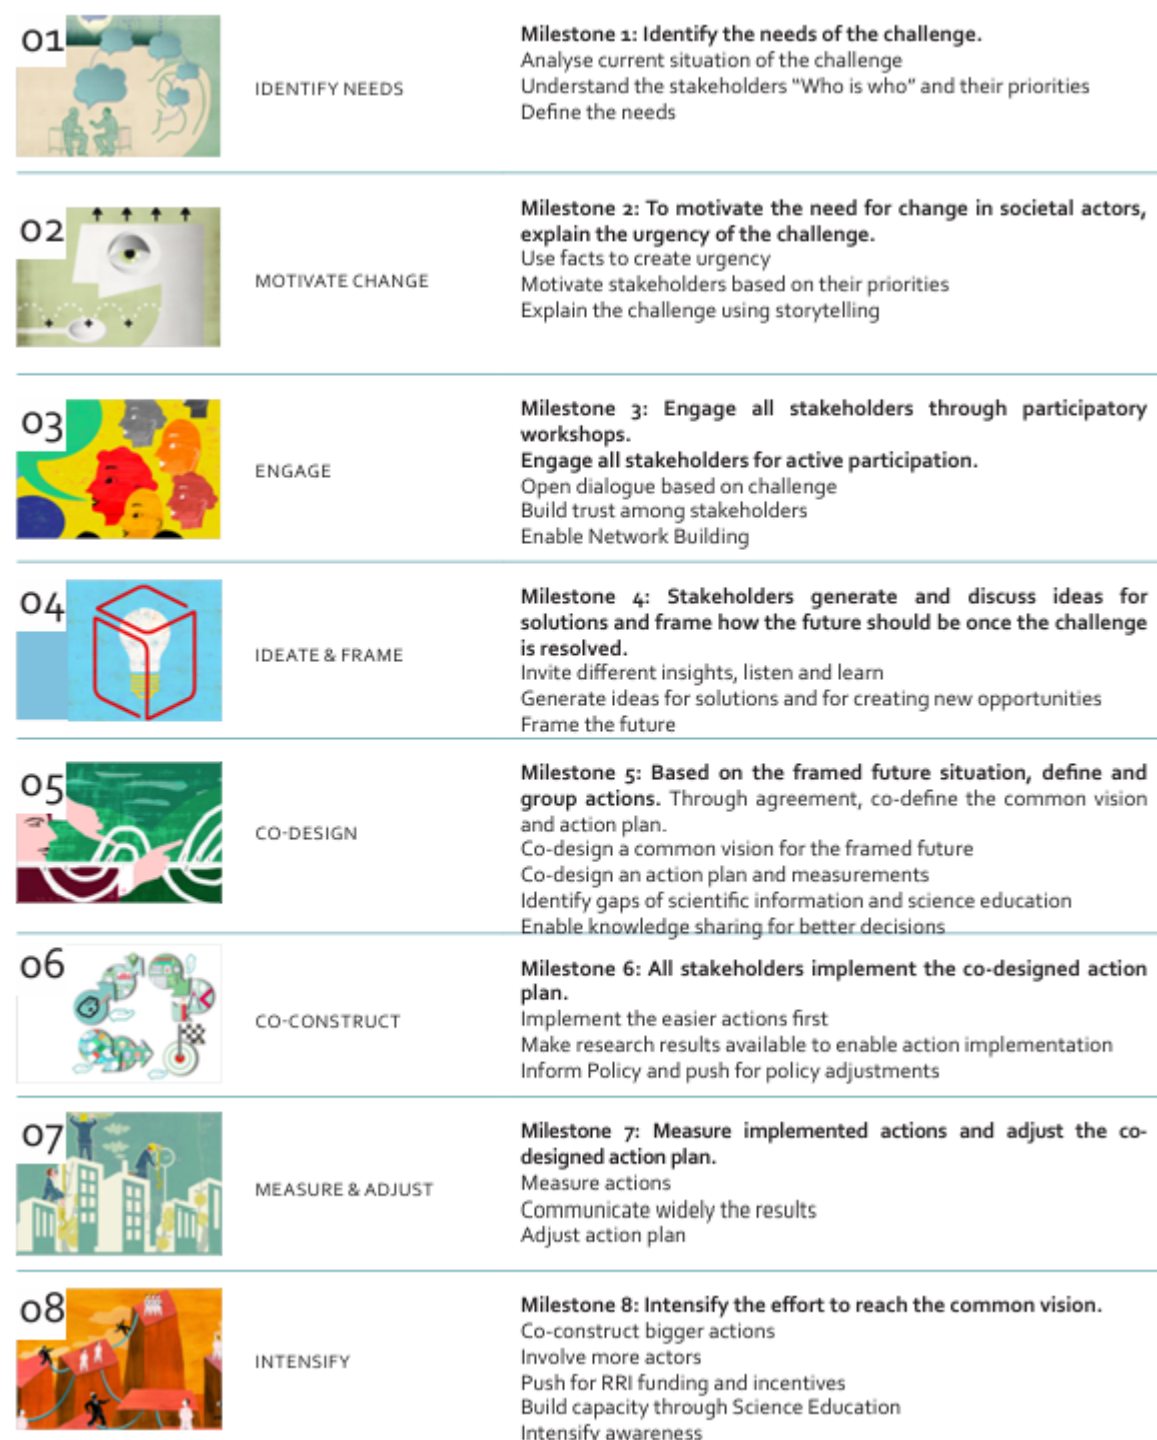 01
IDENTIFY NEEDS
Milestone 1: Identify the needs of the challenge.
Analyse current situation of the challenge
Understand the stakeholders “Who is who” and their priorities
Define the needs
02
MOTIVATE CHANGE
Milestone 2: To motivate the need for change in societal actors,
explain the urgency of the challenge.
Use facts to create urgency
Motivate stakeholders based on their priorities
Explain the challenge using storytelling
03
ENGAGE
Milestone 3: Engage all stakeholders through participatory
workshops.
Engage all stakeholders for active participation.
Open dialogue based on challenge
Build trust among stakeholders
Enable Network Building
04
IDEATE & FRAME
Milestone 4: Stakeholders generate and discuss ideas for
solutions and frame how the future should be once the challenge
is resolved.
Invite different insights, listen and learn
Generate ideas for solutions and for creating new opportunities
Frame the future
05
CO-DESIGN
Milestone 5: Based on the framed future situation, define and
group actions. Through agreement, co-define the common vision
and action plan.
Co-design a common vision for the framed future
Co-design an action plan and measurements
Identify gaps of scientific information and science education
Enable knowledge sharing for better decisions
06
CO-CONSTRUCT
Milestone 6: All stakeholders implement the co-designed action
plan.
Implement the easier actions first
Make research results available to enable action implementation
Inform Policy and push for policy adjustments
07
MEASURE & ADJUST
Milestone 7: Measure implemented actions and adjust the co-
designed action plan.
Measure actions
Communicate widely the results
Adjust action plan
08
INTENSIFY
Milestone 8: Intensify the effort to reach the common vision.
Co-construct bigger actions
Involve more actors
Push for RRI funding and incentives
Build capacity through Science Education
Intensify awareness